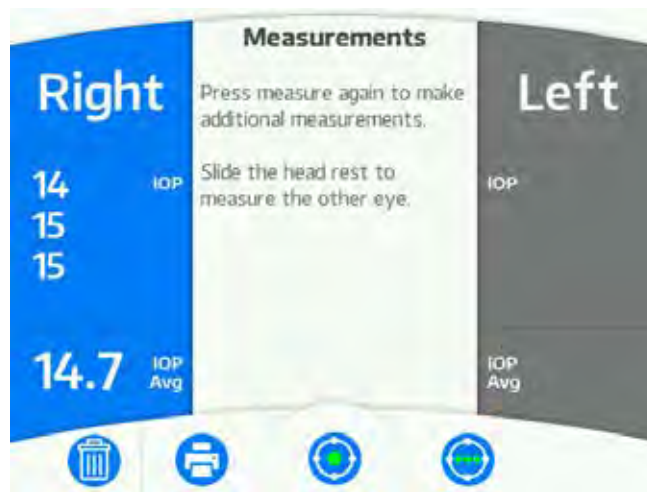 Measurements
Right
Press measure again to make
additional measurements.
Left
14 IOP
15
15
Slide the head rest to
measure the other eye.
IOP
14.7 IOP
Avg
IOP
Avg